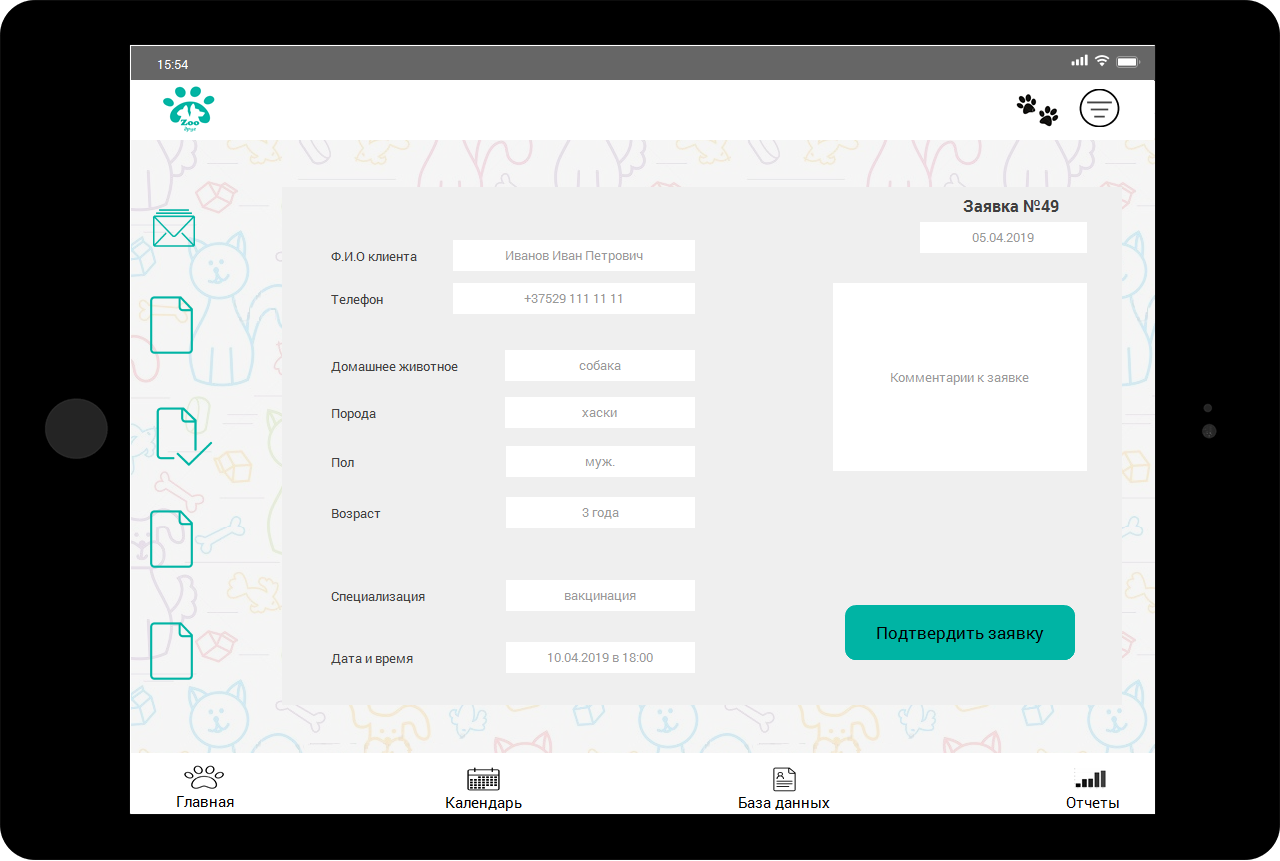 15:54
Zoo
Заявка №49
05.04.2019
Ф.И.О клиента
Иванов Иван Петрович
Телефон
+37529 111 11 11
Комментарии к заявке
Домашнее животное
собака
Порода
хаски
Пол
муж.
Возраст
3 года
Специализация
вакцинация
Подтвердить заявку
Дата и время
10.04.2019 в 18:00
Главная
Календарь
База данных
Отчеты